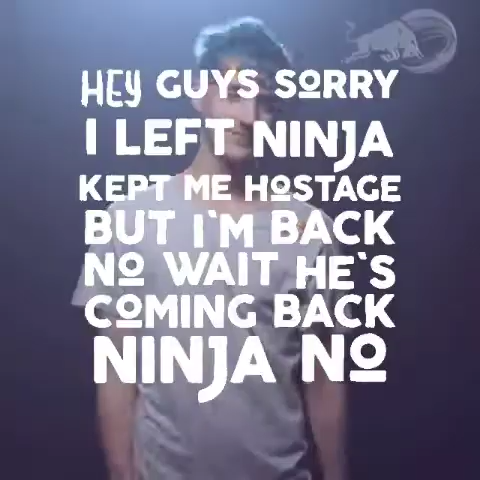 HEY GUYS SORRY
I LEFT NINJA
KEPT ME HOSTAGE
BUT I'M BACK
NO WAIT HE'S
COMING BACK
NINJA NO